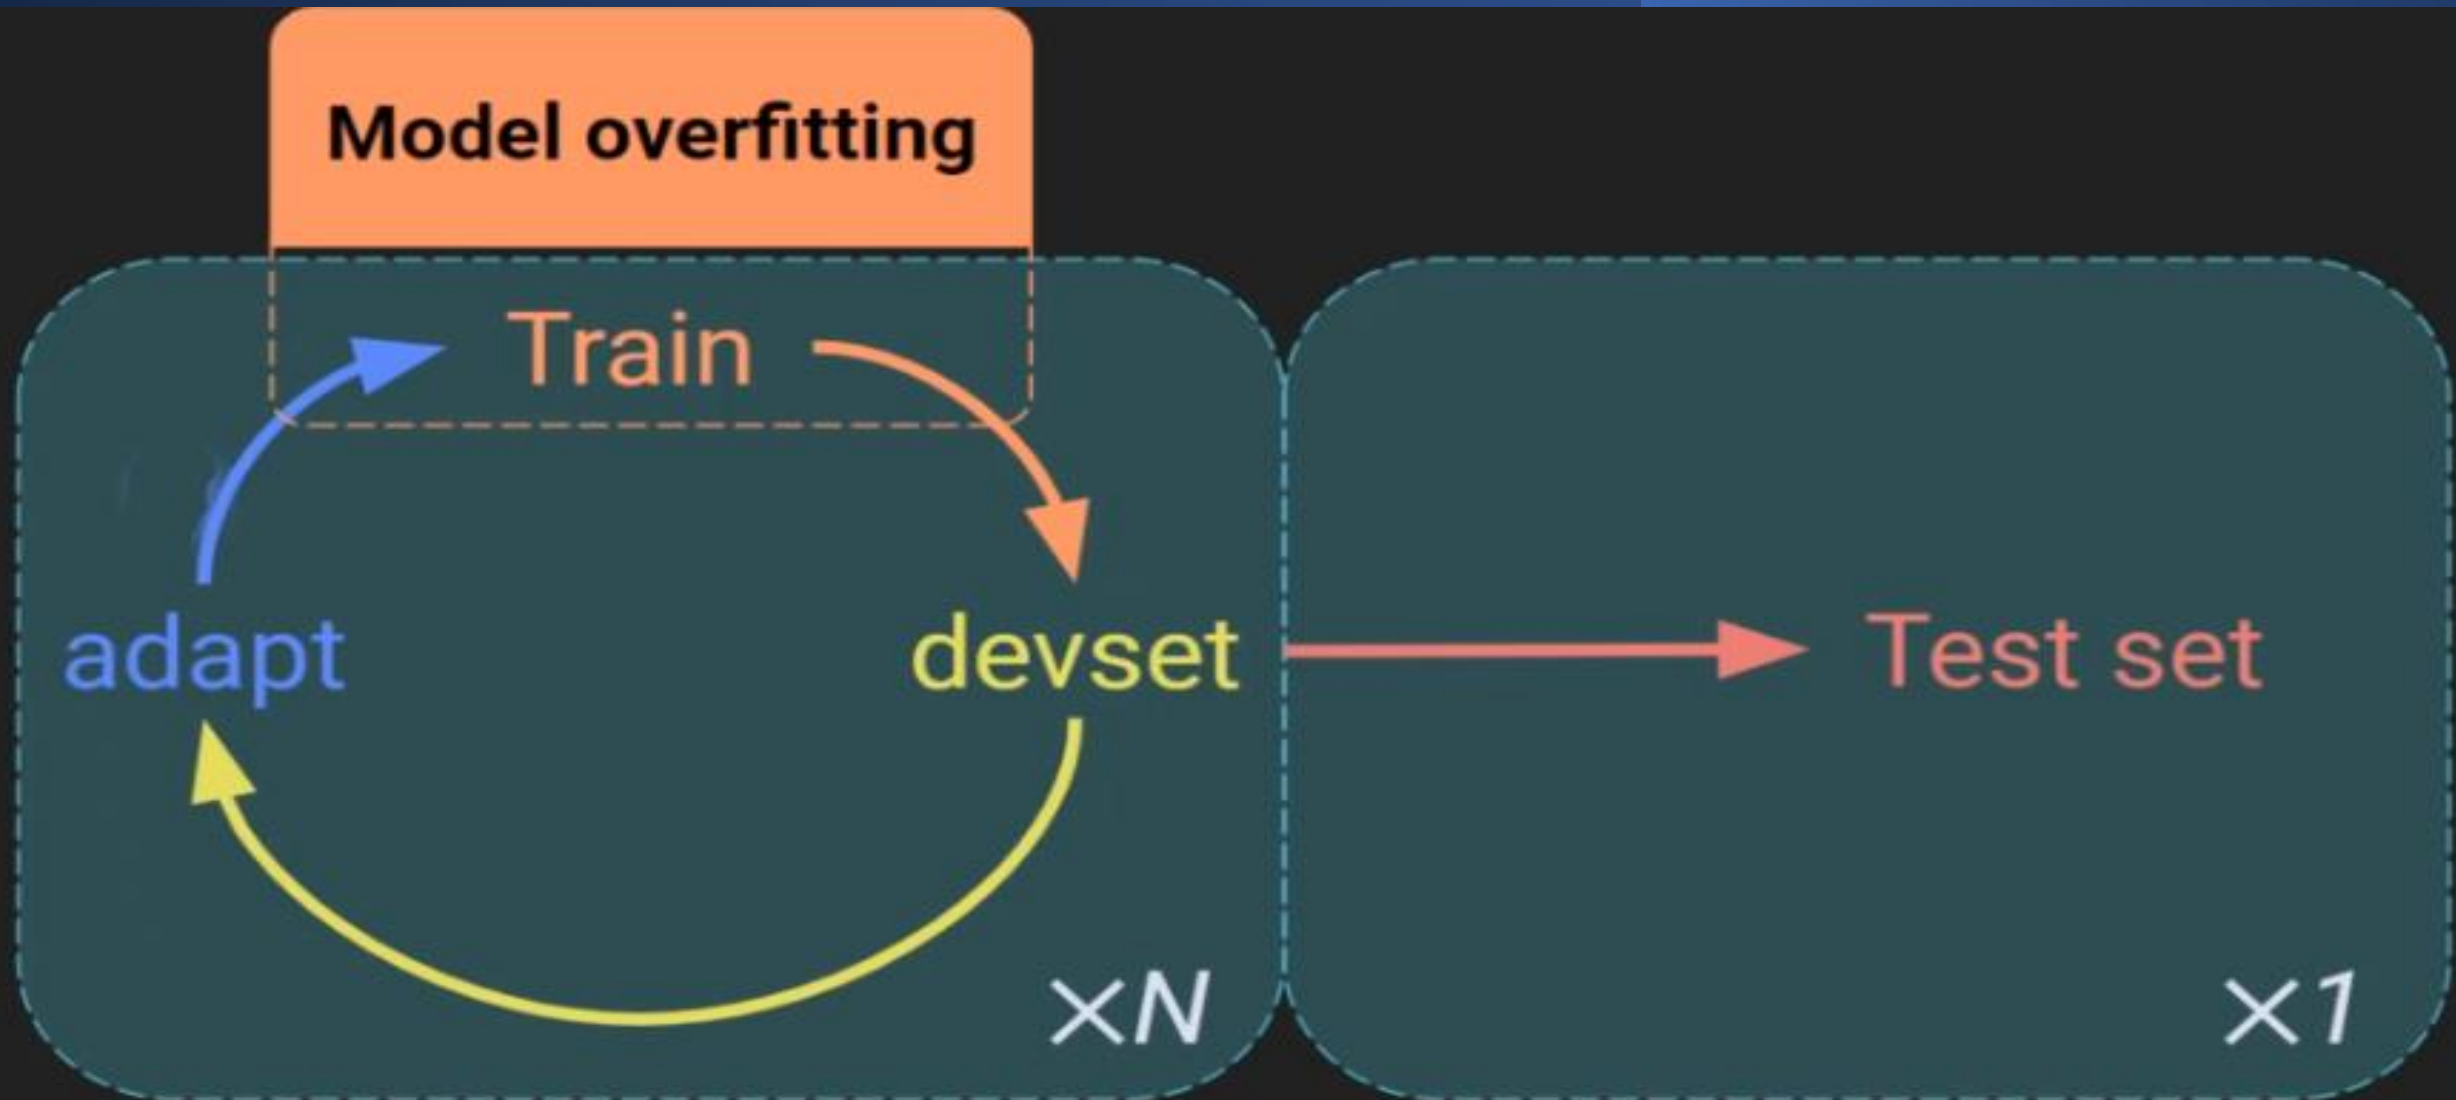 Model overfitting
Train
adapt
devset
Test set
×N
×1